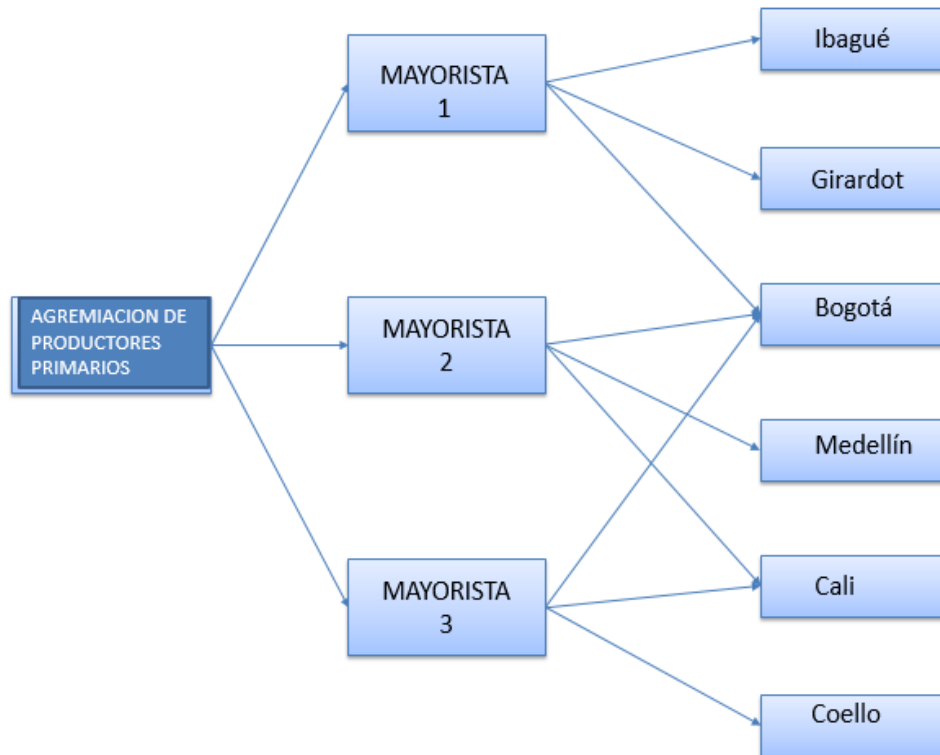 AGREMIACION DE
PRODUCTORES
PRIMARIOS
MAYORISTA
1
MAYORISTA
2
MAYORISTA
3
Ibagué
Girardot
Bogotá
Medellín
Cali
Coello